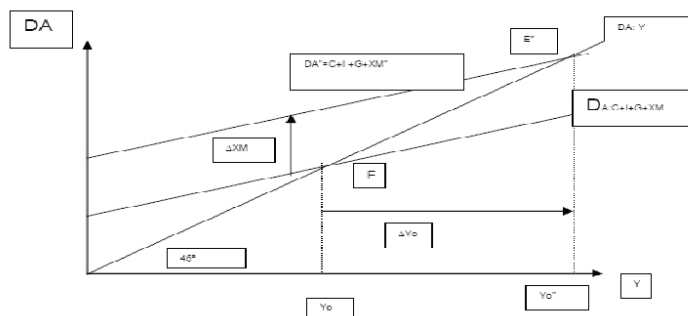 DA
E"
DA: Y
DA"=C+I +G+XM"
DA:C+I+G+XM
ΔXM
ΔYo
45º
Y
Yo
Yo"